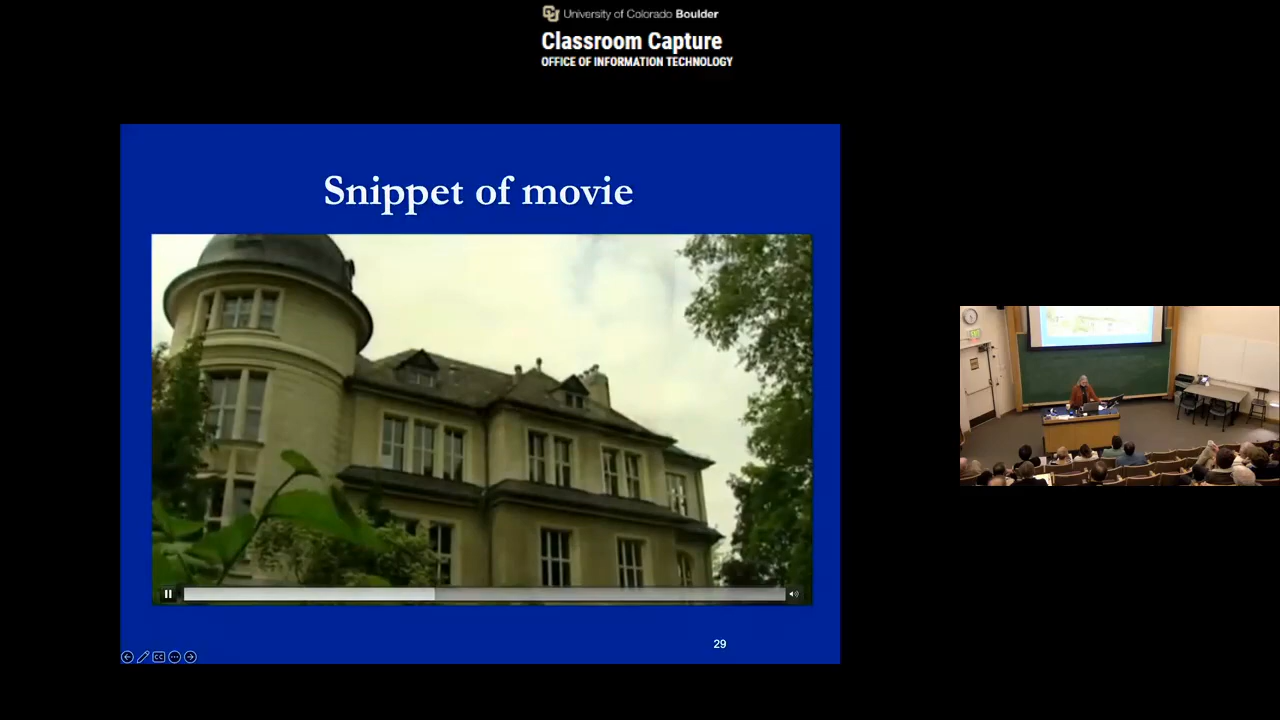 University of Colorado Boulder
Classroom Capture
OFFICE OF INFORMATION TECHNOLOGY
Snippet of movie
29